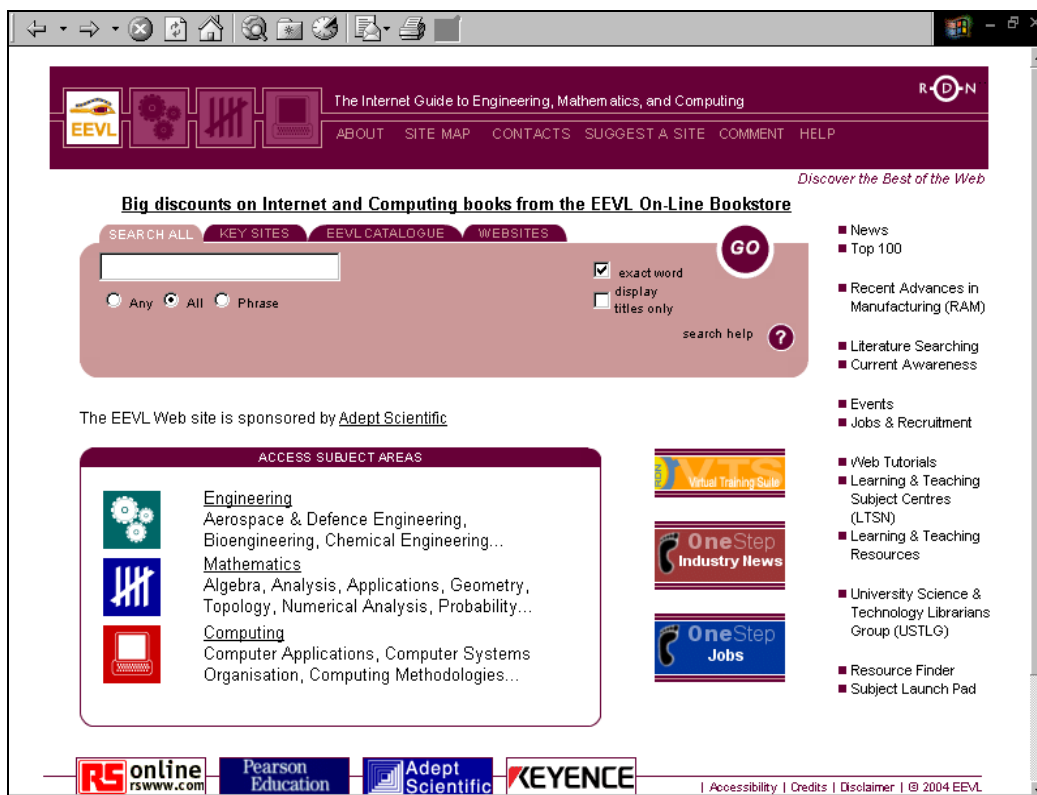 R-D-N
EEVL
The Internet Guide to Engineering, Mathematics, and Computing
ABOUT SITE MAP CONTACTS SUGGEST A SITE COMMENT HELP
Discover the Best of the Web
Big discounts on Internet and Computing books from the EEVL On-Line Bookstore
SEARCH ALL KEY SITES EEVL CATALOGUE WEBSITES
GO
exact word
Any All Phrase
display
titles only
search help ?
The EEVL Web site is sponsored by Adept Scientific
ACCESS SUBJECT AREAS
Engineering
Aerospace & Defence Engineering,
Bioengineering, Chemical Engineering...
Mathematics
Algebra, Analysis, Applications, Geometry,
Topology, Numerical Analysis, Probability...
Computing
Computer Applications, Computer Systems
Organisation, Computing Methodologies...
RDN VTS
Virtual Training Suite
OneStep
Industry News
OneStep
Jobs
News
Top 100
Recent Advances in
Manufacturing (RAM)
Literature Searching
Current Awareness
Events
Jobs & Recruitment
Web Tutorials
Learning & Teaching
Subject Centres
(LTSN)
Learning & Teaching
Resources
University Science &
Technology Librarians
Group (USTLG)
Resource Finder
Subject Launch Pad
RS online
rswww.com
Pearson
Education
Adept
Scientific
KEYENCE
| Accessibility | Credits | Disclaimer | © 2004 EEVL